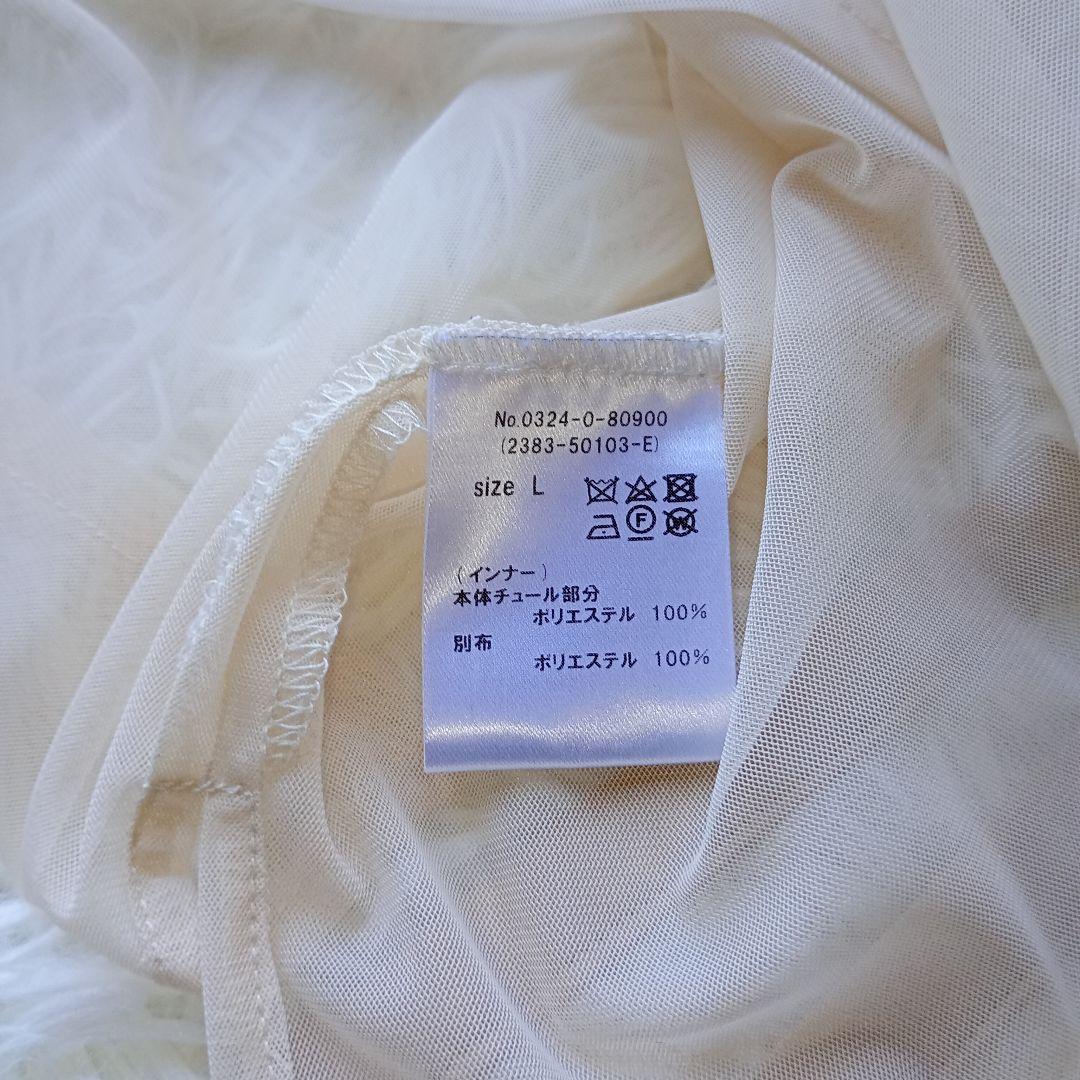 No.0324-0-80900
(2383-50103-E)
size L
F
W
(インナー)
本体チュール部分
ポリエステル 100%
別布
ポリエステル 100%